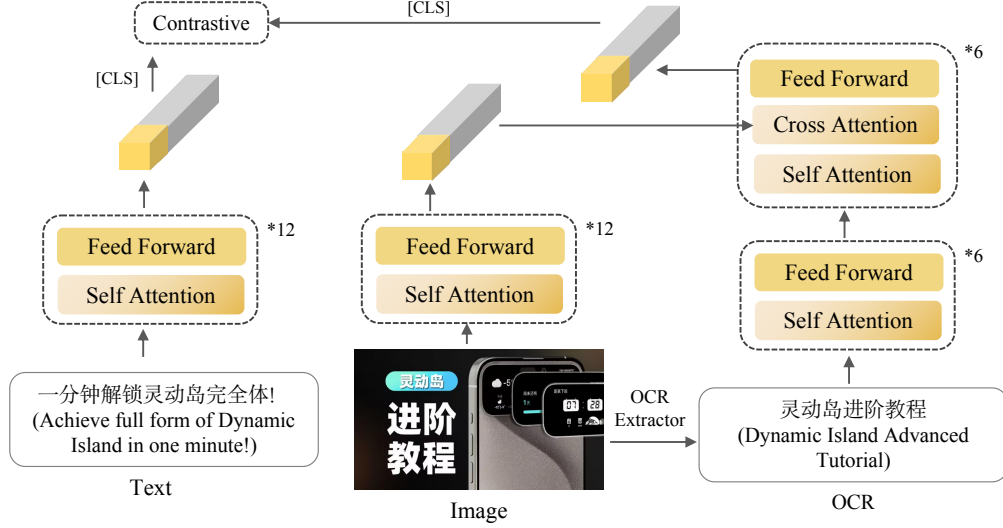 [CLS]
Contrastive
[CLS]
*6
Feed Forward
Cross Attention
Self Attention
*12
Feed Forward
Self Attention
*12
Feed Forward
Self Attention
*6
Feed Forward
Self Attention
一分钟解锁灵动岛完全体!
(Achieve full form of Dynamic
Island in one minute!)
Text
灵动岛
进阶
教程
07
28
Image
OCR
Extractor
灵动岛进阶教程
(Dynamic Island Advanced
Tutorial)
OCR